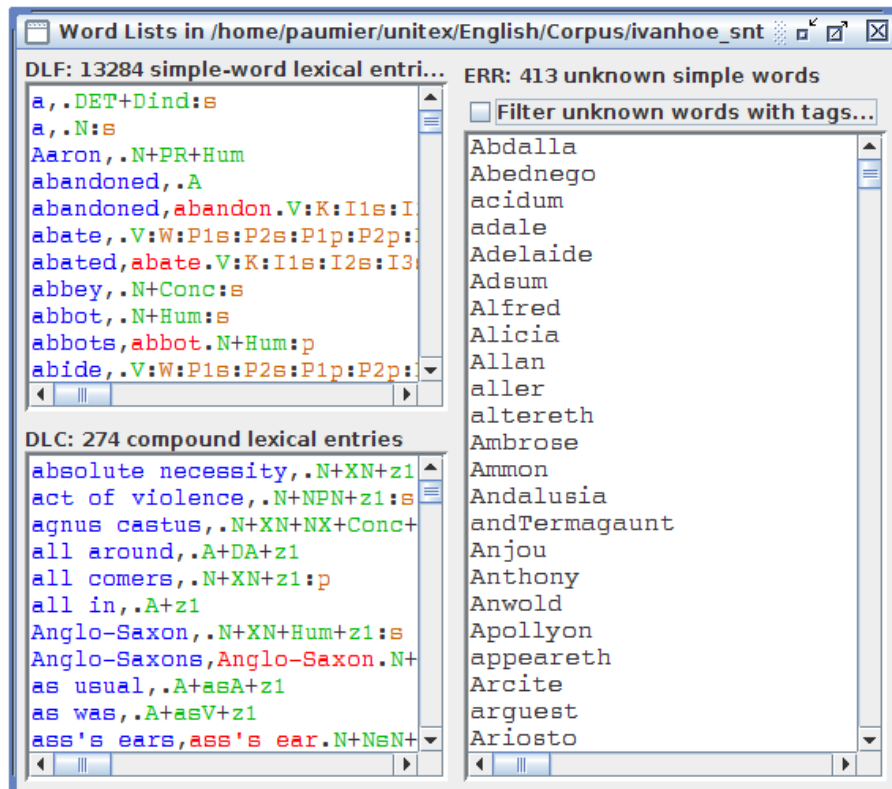 Word Lists in /home/paumier/unitex/English/Corpus/ivanhoe_snt
DLF: 13284 simple-word lexical entri...
a,.DET+Dind:s
a,.N:s
Aaron,.N+PR+Hum
abandoned,.A
abandoned,abandon.V:K:I1s:I
abate,.V:W:P1s:P2s:P1p:P2p:
abated,abate.V:K:I1s:I2s:I3
abbey,.N+Conc:s
abbot,.N+Hum:s
abbots,abbot.N+Hum:p
abide,.V:W:P1s:P2s:P1p:P2p:
DLC: 274 compound lexical entries
absolute necessity,.N+XN+z1
act of violence,.N+NPN+z1:s
agnus castus,.N+XN+NX+Conc+
all around,.A+DA+z1
all comers,.N+XN+z1:p
all in,.A+z1
Anglo-Saxon,.N+XN+Hum+z1:s
Anglo-Saxons,Anglo-Saxon.N+
as usual,.A+asA+z1
as was,.A+asV+z1
ass's ears,ass's ear.N+NsN+
ERR: 413 unknown simple words
Filter unknown words with tags...
Abdalla
Abednego
acidum
adale
Adelaide
Adsum
Alfred
Alicia
Allan
aller
altereth
Ambrose
Ammon
Andalusia
andTermagaunt
Anjou
Anthony
Anwold
Apollyon
appeareth
Arcite
arguest
Ariosto